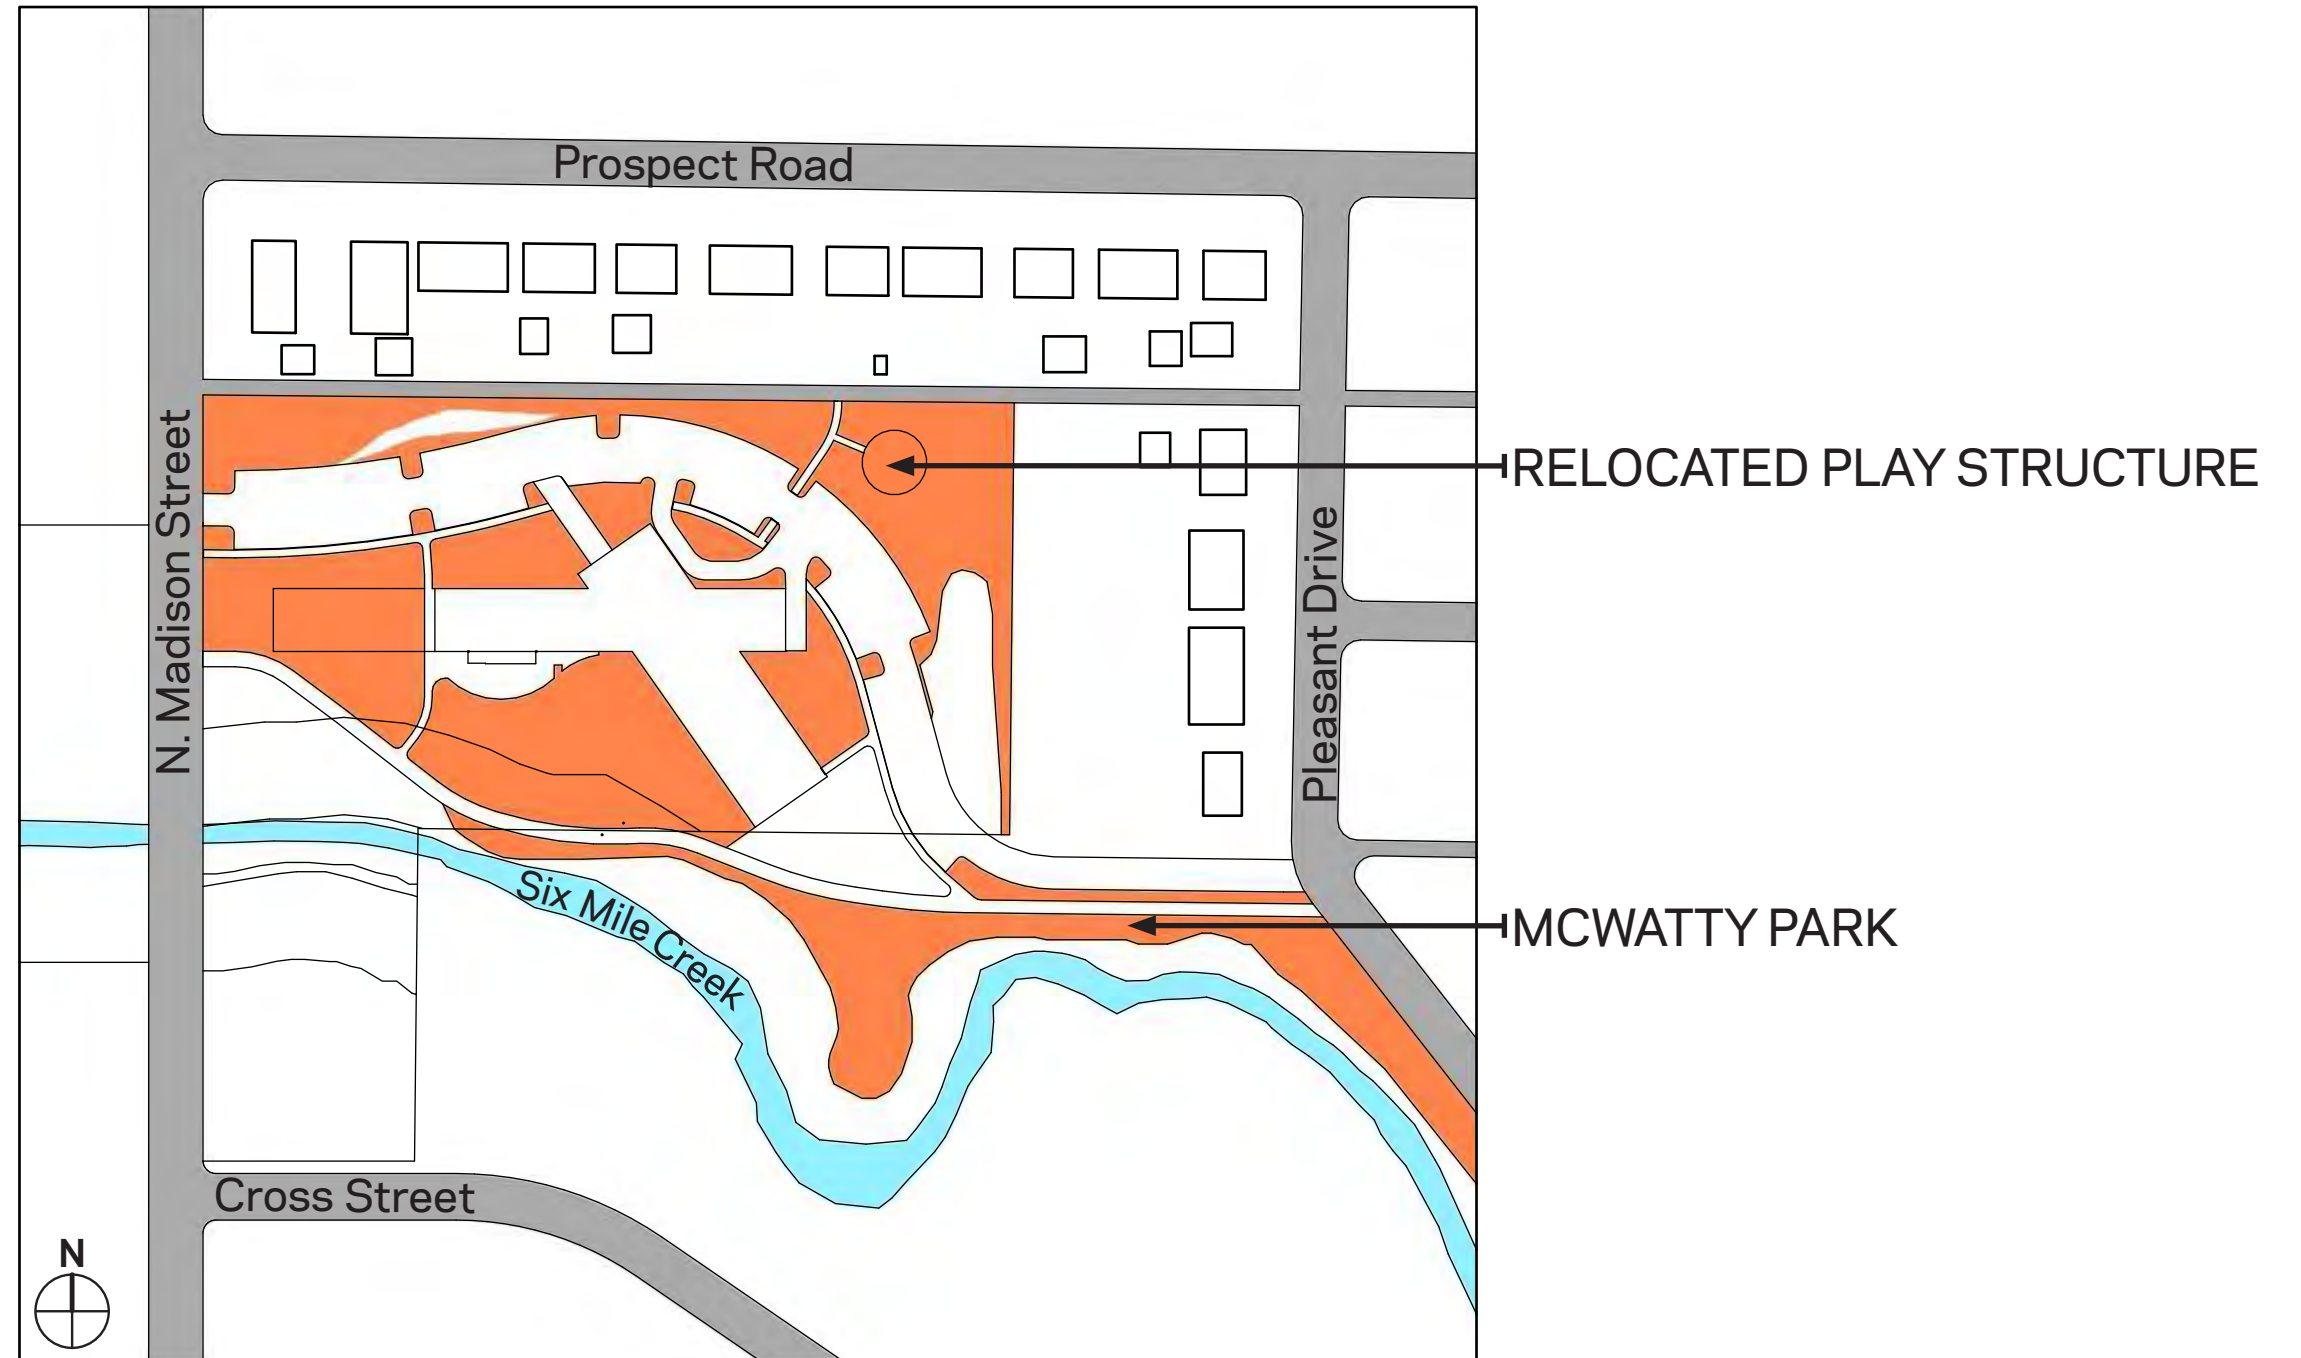 Prospect Road
N. Madison Street
RELOCATED PLAY STRUCTURE
Pleasant Drive
Six Mile Creek
MCWATTY PARK
Cross Street
N